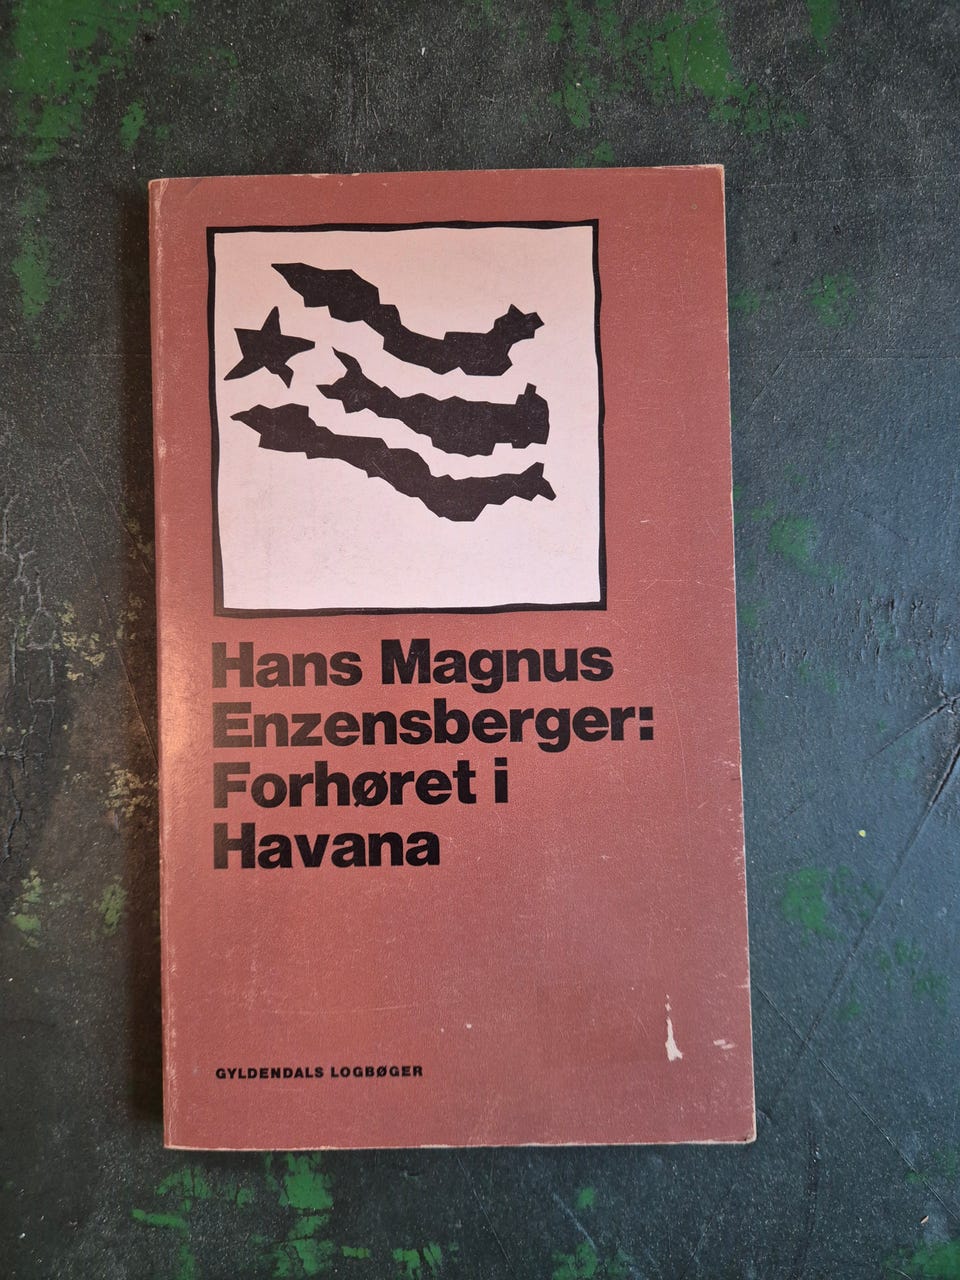 Hans Magnus
Enzensberger:
Forhøret i
Havana
GYLDENDALS LOGBØGER